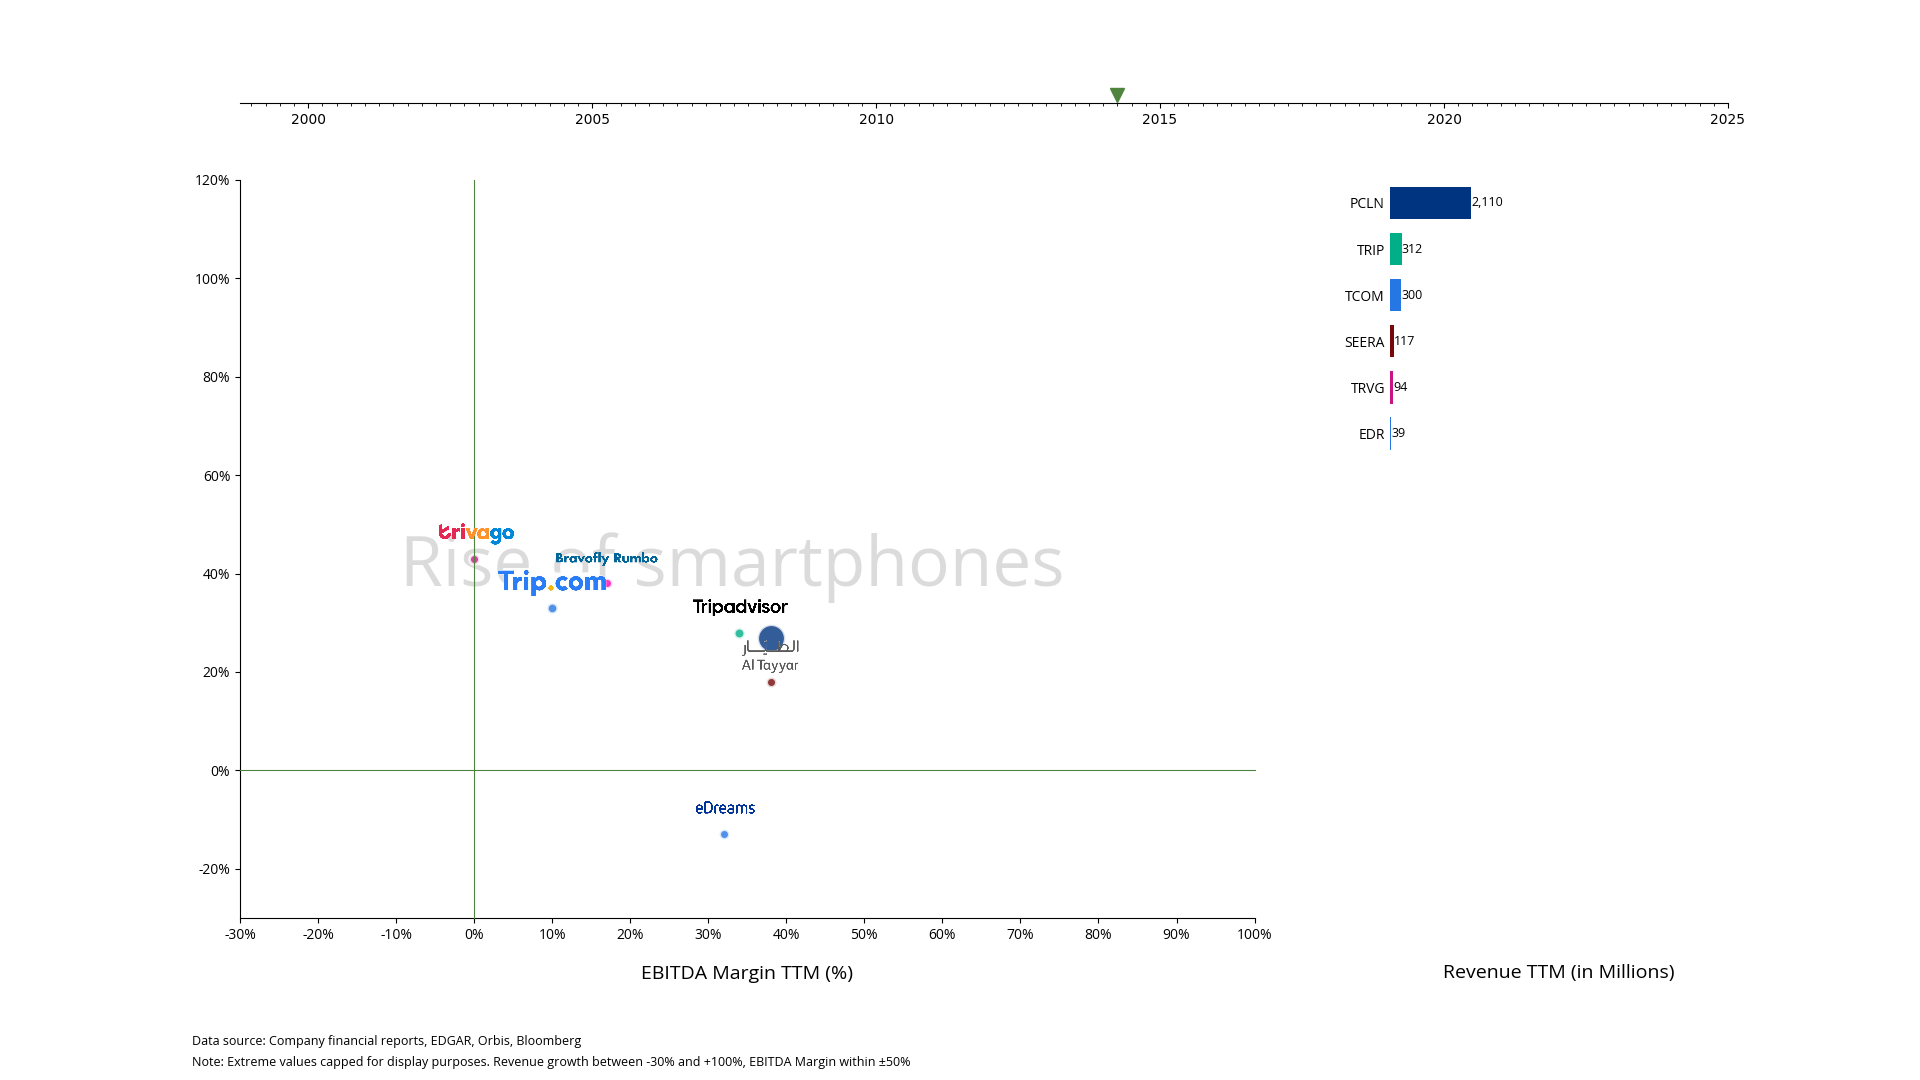 2000 2005 2010 2015 2020 2025
120%
100%
80%
60%
40%
20%
0%
-20%
-30% -20% -10% 0% 10% 20% 30% 40% 50% 60% 70% 80% 90% 100%
EBITDA Margin TTM (%)
Rise of smartphones
trivago
Bravofly Rumbo
Trip.com
Tripadvisor
الطيار
Al Tayyar
eDreams
PCLN 2,110
TRIP 312
TCOM 300
SEERA 117
TRVG 94
EDR 39
Revenue TTM (in Millions)
Data source: Company financial reports, EDGAR, Orbis, Bloomberg
Note: Extreme values capped for display purposes. Revenue growth between -30% and +100%, EBITDA Margin within ±50%